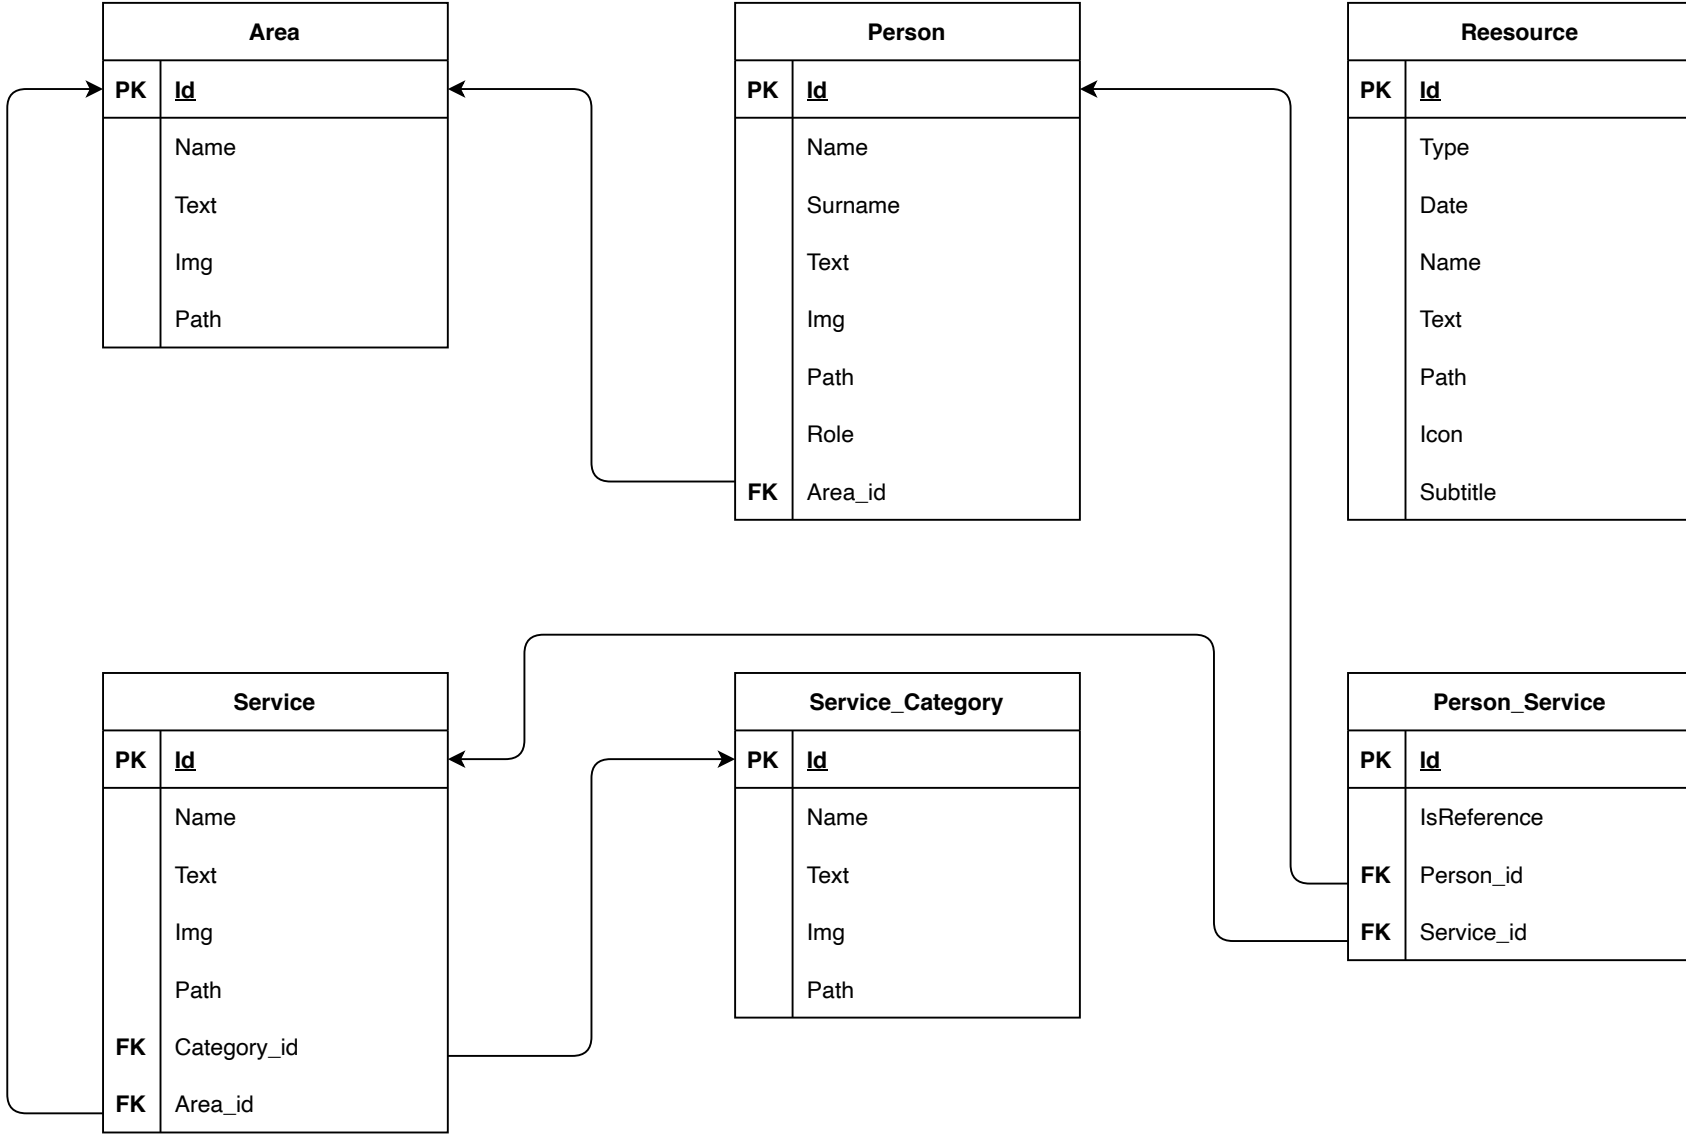 Area
PK Id
Name
Text
Img
Path
Person
PK Id
Name
Surname
Text
Img
Path
Role
FK Area_id
Reesource
PK Id
Type
Date
Name
Text
Path
Icon
Subtitle
Service
PK Id
Name
Text
Img
Path
FK Category_id
FK Area_id
Service_Category
PK Id
Name
Text
Img
Path
Person_Service
PK Id
IsReference
FK Person_id
FK Service_id